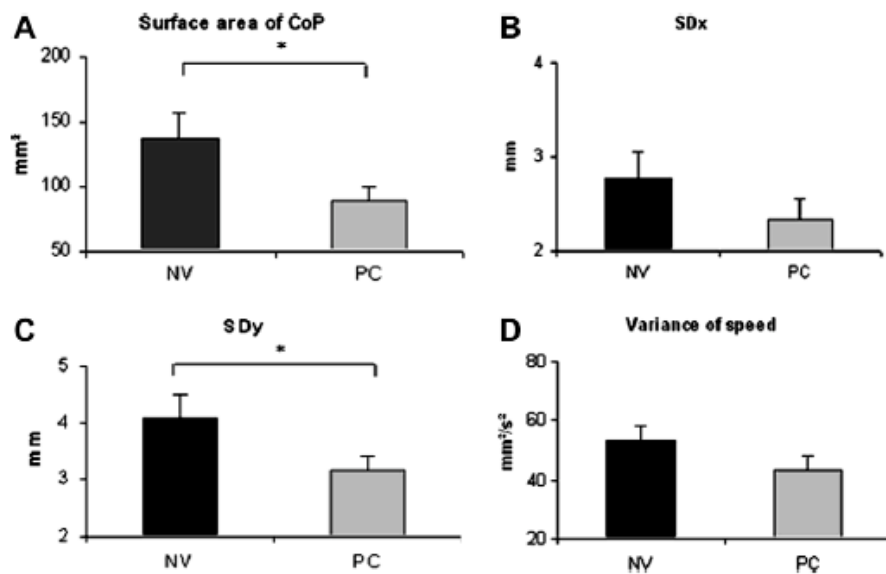 A
Surface area of CoP
*
200
150
100
50
mm²
NV
PC
B
SDx
4
3
2
mm
NV
PC
C
SDy
*
5
4
3
2
mm
NV
PC
D
Variance of speed
80
60
40
20
mm²/s²
NV
PC